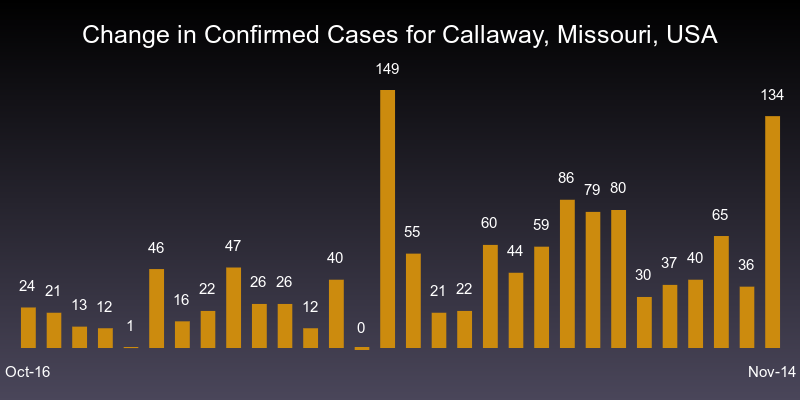 Change in Confirmed Cases for Callaway, Missouri, USA
24 21 13 12 1 46 16 22 47 26 26 12 40 0 149 55 21 22 60 44 59 86 79 80 30 37 40 65 36 134
Oct-16 Nov-14